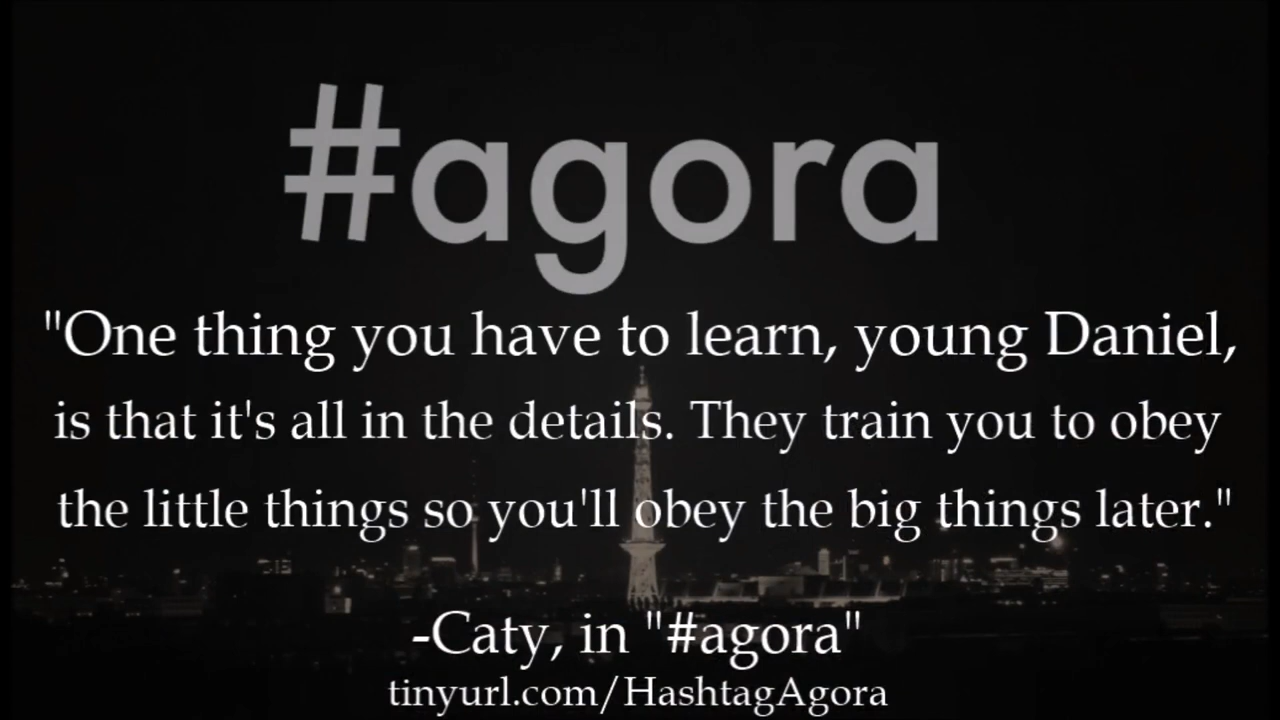 #agora
"One thing you have to learn, young Daniel,
is that it's all in the details. They train you to obey
the little things so you'll obey the big things later."
-Caty, in "#agora"
tinyurl.com/HashtagAgora